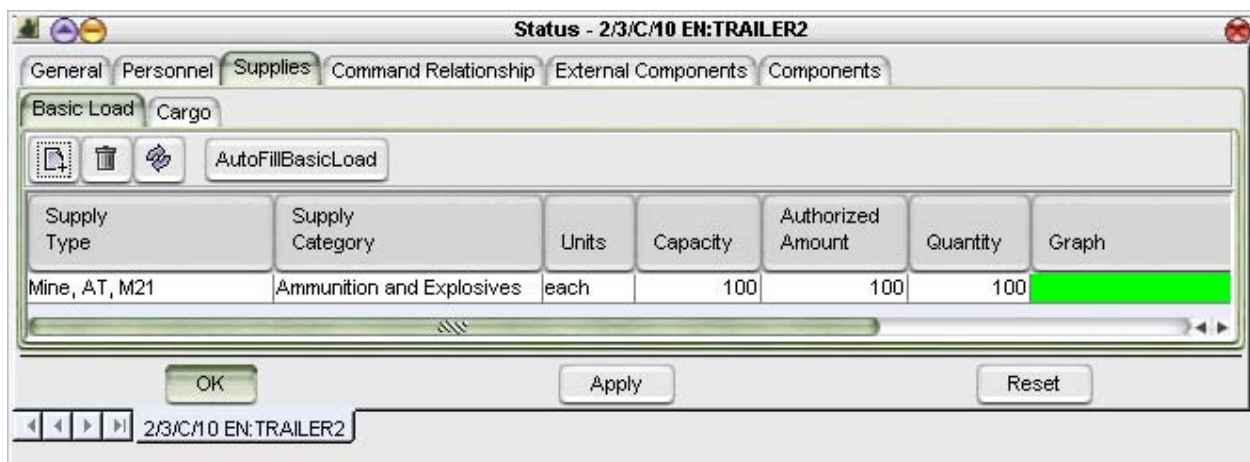 Status - 2/3/C/10 EN:TRAILER2
General Personnel Supplies Command Relationship External Components Components
Basic Load Cargo
AutoFillBasicLoad
Supply Type Supply Category Units Capacity Authorized Amount Quantity Graph
Mine, AT, M21 Ammunition and Explosives each 100 100 100
OK Apply Reset
2/3/C/10 EN:TRAILER2